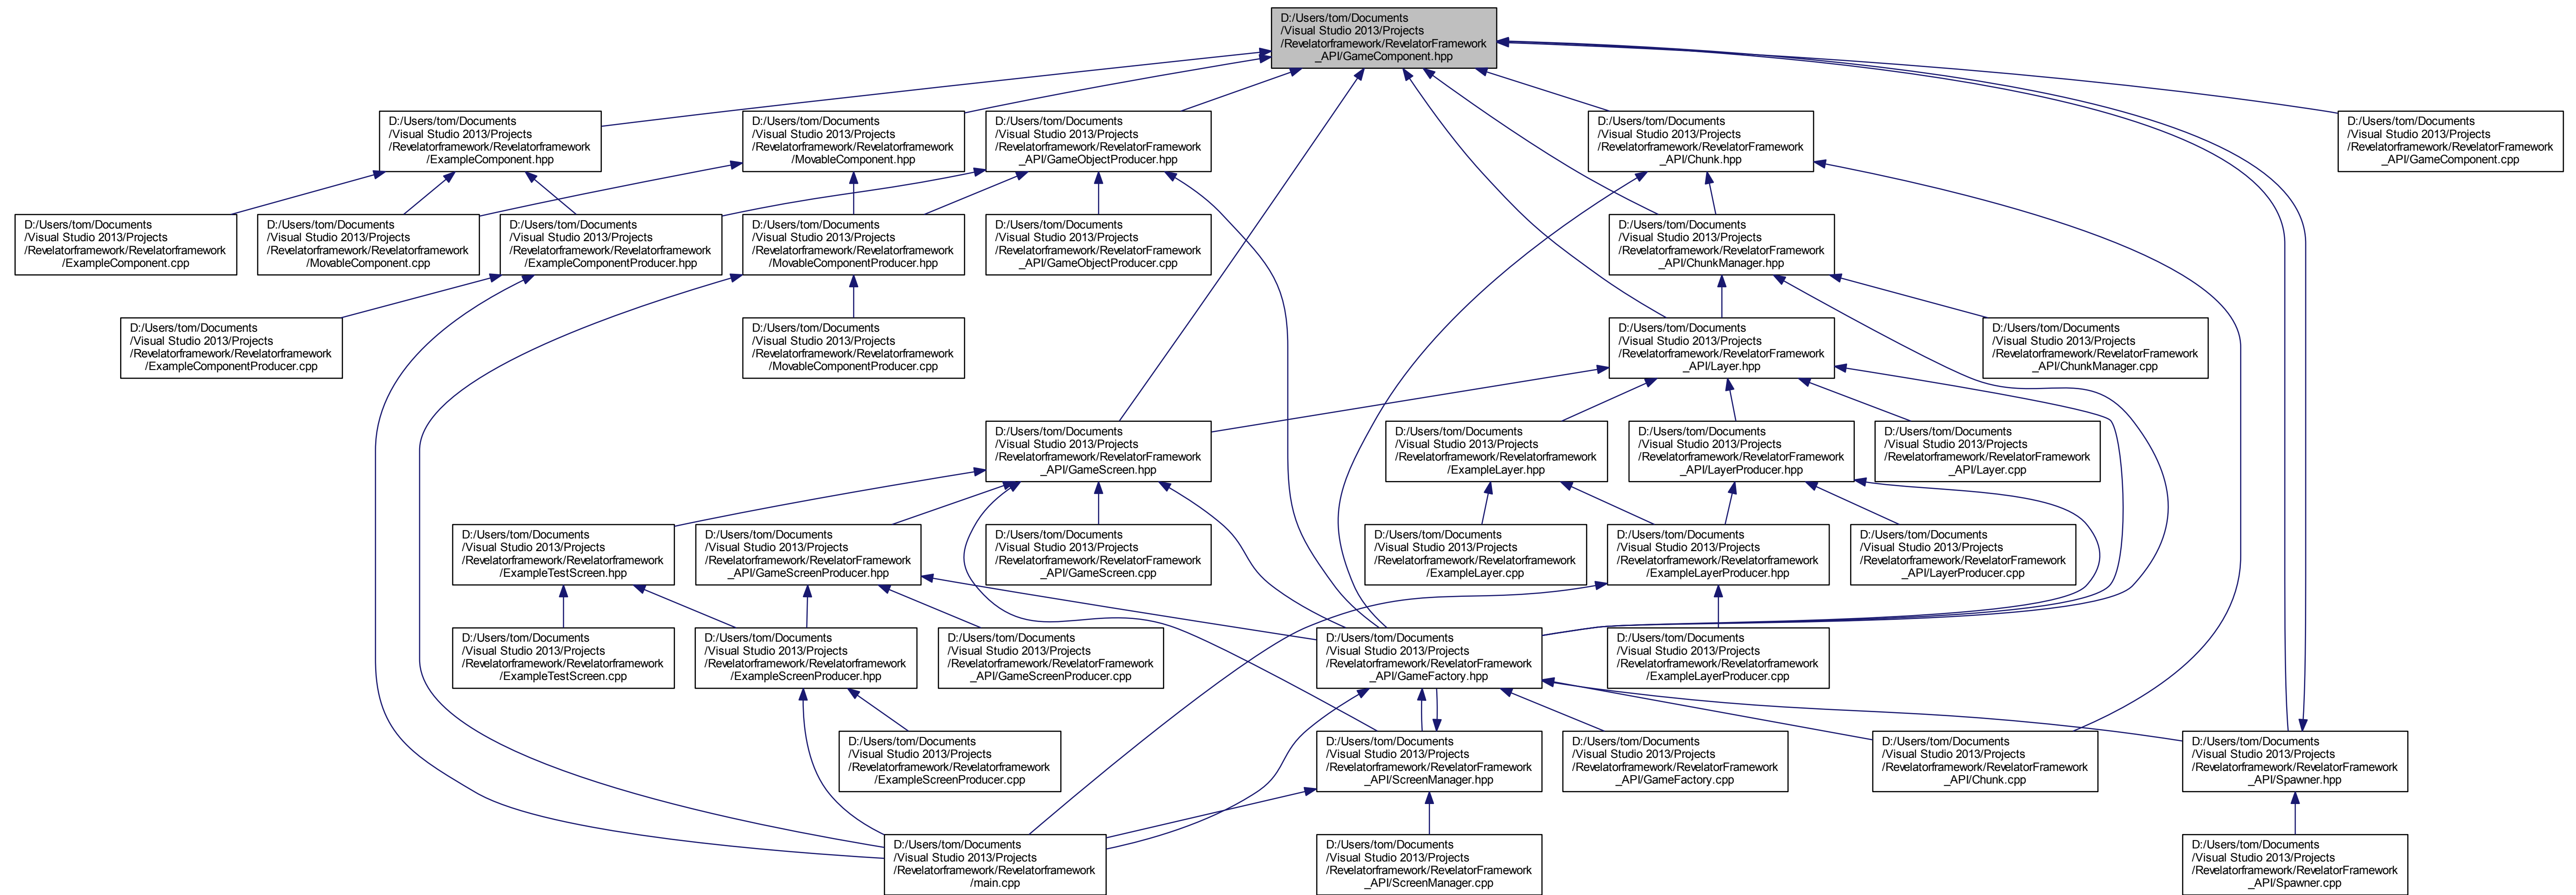 D:/Users/tom/Documents
/Visual Studio 2013/Projects
/Revelatorframework/RevelatorFramework
_API/GameComponent.hpp
D:/Users/tom/Documents
/Visual Studio 2013/Projects
/Revelatorframework/Revelatorframework
/ExampleComponent.hpp
D:/Users/tom/Documents
/Visual Studio 2013/Projects
/Revelatorframework/Revelatorframework
/MovableComponent.hpp
D:/Users/tom/Documents
/Visual Studio 2013/Projects
/Revelatorframework/RevelatorFramework
_API/GameObjectProducer.hpp
D:/Users/tom/Documents
/Visual Studio 2013/Projects
/Revelatorframework/RevelatorFramework
_API/Chunk.hpp
D:/Users/tom/Documents
/Visual Studio 2013/Projects
/Revelatorframework/RevelatorFramework
_API/GameComponent.cpp
D:/Users/tom/Documents
/Visual Studio 2013/Projects
/Revelatorframework/Revelatorframework
/ExampleComponent.cpp
D:/Users/tom/Documents
/Visual Studio 2013/Projects
/Revelatorframework/Revelatorframework
/MovableComponent.cpp
D:/Users/tom/Documents
/Visual Studio 2013/Projects
/Revelatorframework/Revelatorframework
/ExampleComponentProducer.hpp
D:/Users/tom/Documents
/Visual Studio 2013/Projects
/Revelatorframework/Revelatorframework
/MovableComponentProducer.hpp
D:/Users/tom/Documents
/Visual Studio 2013/Projects
/Revelatorframework/RevelatorFramework
_API/GameObjectProducer.cpp
D:/Users/tom/Documents
/Visual Studio 2013/Projects
/Revelatorframework/RevelatorFramework
_API/ChunkManager.hpp
D:/Users/tom/Documents
/Visual Studio 2013/Projects
/Revelatorframework/Revelatorframework
/ExampleComponentProducer.cpp
D:/Users/tom/Documents
/Visual Studio 2013/Projects
/Revelatorframework/Revelatorframework
/MovableComponentProducer.cpp
D:/Users/tom/Documents
/Visual Studio 2013/Projects
/Revelatorframework/RevelatorFramework
_API/Layer.hpp
D:/Users/tom/Documents
/Visual Studio 2013/Projects
/Revelatorframework/RevelatorFramework
_API/ChunkManager.cpp
D:/Users/tom/Documents
/Visual Studio 2013/Projects
/Revelatorframework/RevelatorFramework
_API/GameScreen.hpp
D:/Users/tom/Documents
/Visual Studio 2013/Projects
/Revelatorframework/Revelatorframework
/ExampleLayer.hpp
D:/Users/tom/Documents
/Visual Studio 2013/Projects
/Revelatorframework/RevelatorFramework
_API/LayerProducer.hpp
D:/Users/tom/Documents
/Visual Studio 2013/Projects
/Revelatorframework/RevelatorFramework
_API/Layer.cpp
D:/Users/tom/Documents
/Visual Studio 2013/Projects
/Revelatorframework/Revelatorframework
/ExampleTestScreen.hpp
D:/Users/tom/Documents
/Visual Studio 2013/Projects
/Revelatorframework/RevelatorFramework
_API/GameScreenProducer.hpp
D:/Users/tom/Documents
/Visual Studio 2013/Projects
/Revelatorframework/RevelatorFramework
_API/GameScreen.cpp
D:/Users/tom/Documents
/Visual Studio 2013/Projects
/Revelatorframework/Revelatorframework
/ExampleLayer.cpp
D:/Users/tom/Documents
/Visual Studio 2013/Projects
/Revelatorframework/Revelatorframework
/ExampleLayerProducer.hpp
D:/Users/tom/Documents
/Visual Studio 2013/Projects
/Revelatorframework/RevelatorFramework
_API/LayerProducer.cpp
D:/Users/tom/Documents
/Visual Studio 2013/Projects
/Revelatorframework/Revelatorframework
/ExampleTestScreen.cpp
D:/Users/tom/Documents
/Visual Studio 2013/Projects
/Revelatorframework/Revelatorframework
/ExampleScreenProducer.hpp
D:/Users/tom/Documents
/Visual Studio 2013/Projects
/Revelatorframework/RevelatorFramework
_API/GameScreenProducer.cpp
D:/Users/tom/Documents
/Visual Studio 2013/Projects
/Revelatorframework/RevelatorFramework
_API/GameFactory.hpp
D:/Users/tom/Documents
/Visual Studio 2013/Projects
/Revelatorframework/Revelatorframework
/ExampleLayerProducer.cpp
D:/Users/tom/Documents
/Visual Studio 2013/Projects
/Revelatorframework/Revelatorframework
/ExampleScreenProducer.cpp
D:/Users/tom/Documents
/Visual Studio 2013/Projects
/Revelatorframework/RevelatorFramework
_API/ScreenManager.hpp
D:/Users/tom/Documents
/Visual Studio 2013/Projects
/Revelatorframework/RevelatorFramework
_API/GameFactory.cpp
D:/Users/tom/Documents
/Visual Studio 2013/Projects
/Revelatorframework/RevelatorFramework
_API/Chunk.cpp
D:/Users/tom/Documents
/Visual Studio 2013/Projects
/Revelatorframework/RevelatorFramework
_API/Spawner.hpp
D:/Users/tom/Documents
/Visual Studio 2013/Projects
/Revelatorframework/Revelatorframework
/main.cpp
D:/Users/tom/Documents
/Visual Studio 2013/Projects
/Revelatorframework/RevelatorFramework
_API/ScreenManager.cpp
D:/Users/tom/Documents
/Visual Studio 2013/Projects
/Revelatorframework/RevelatorFramework
_API/Spawner.cpp